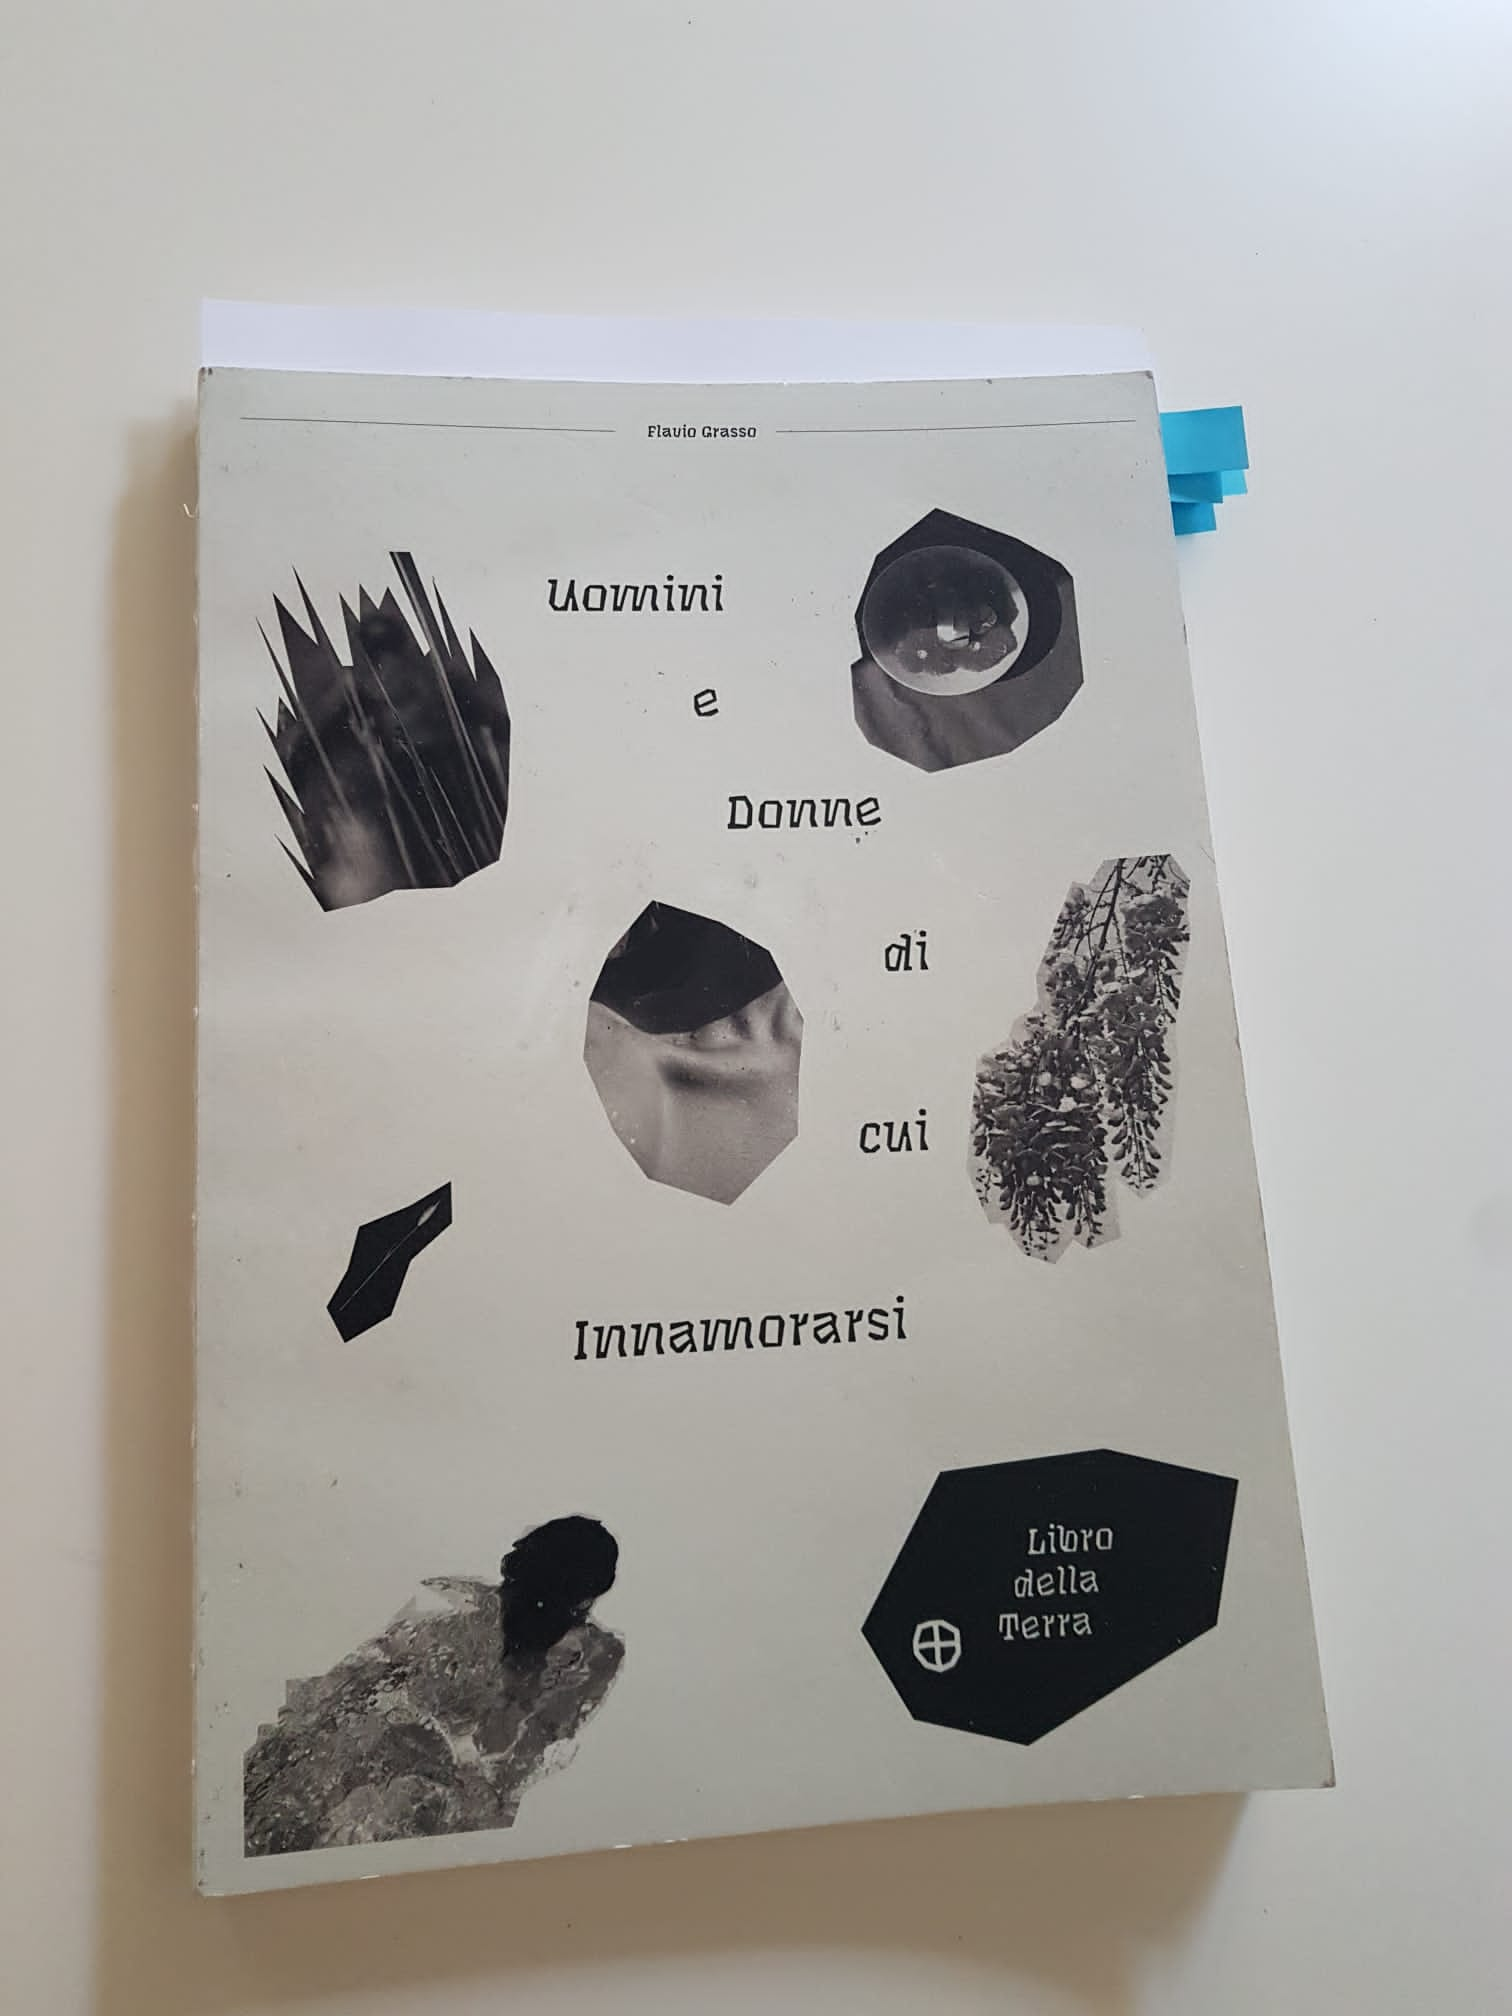 Flavio Grasso
Uomini
e
Donne
di
cui
Innamorarsi
Libro
della
Terra